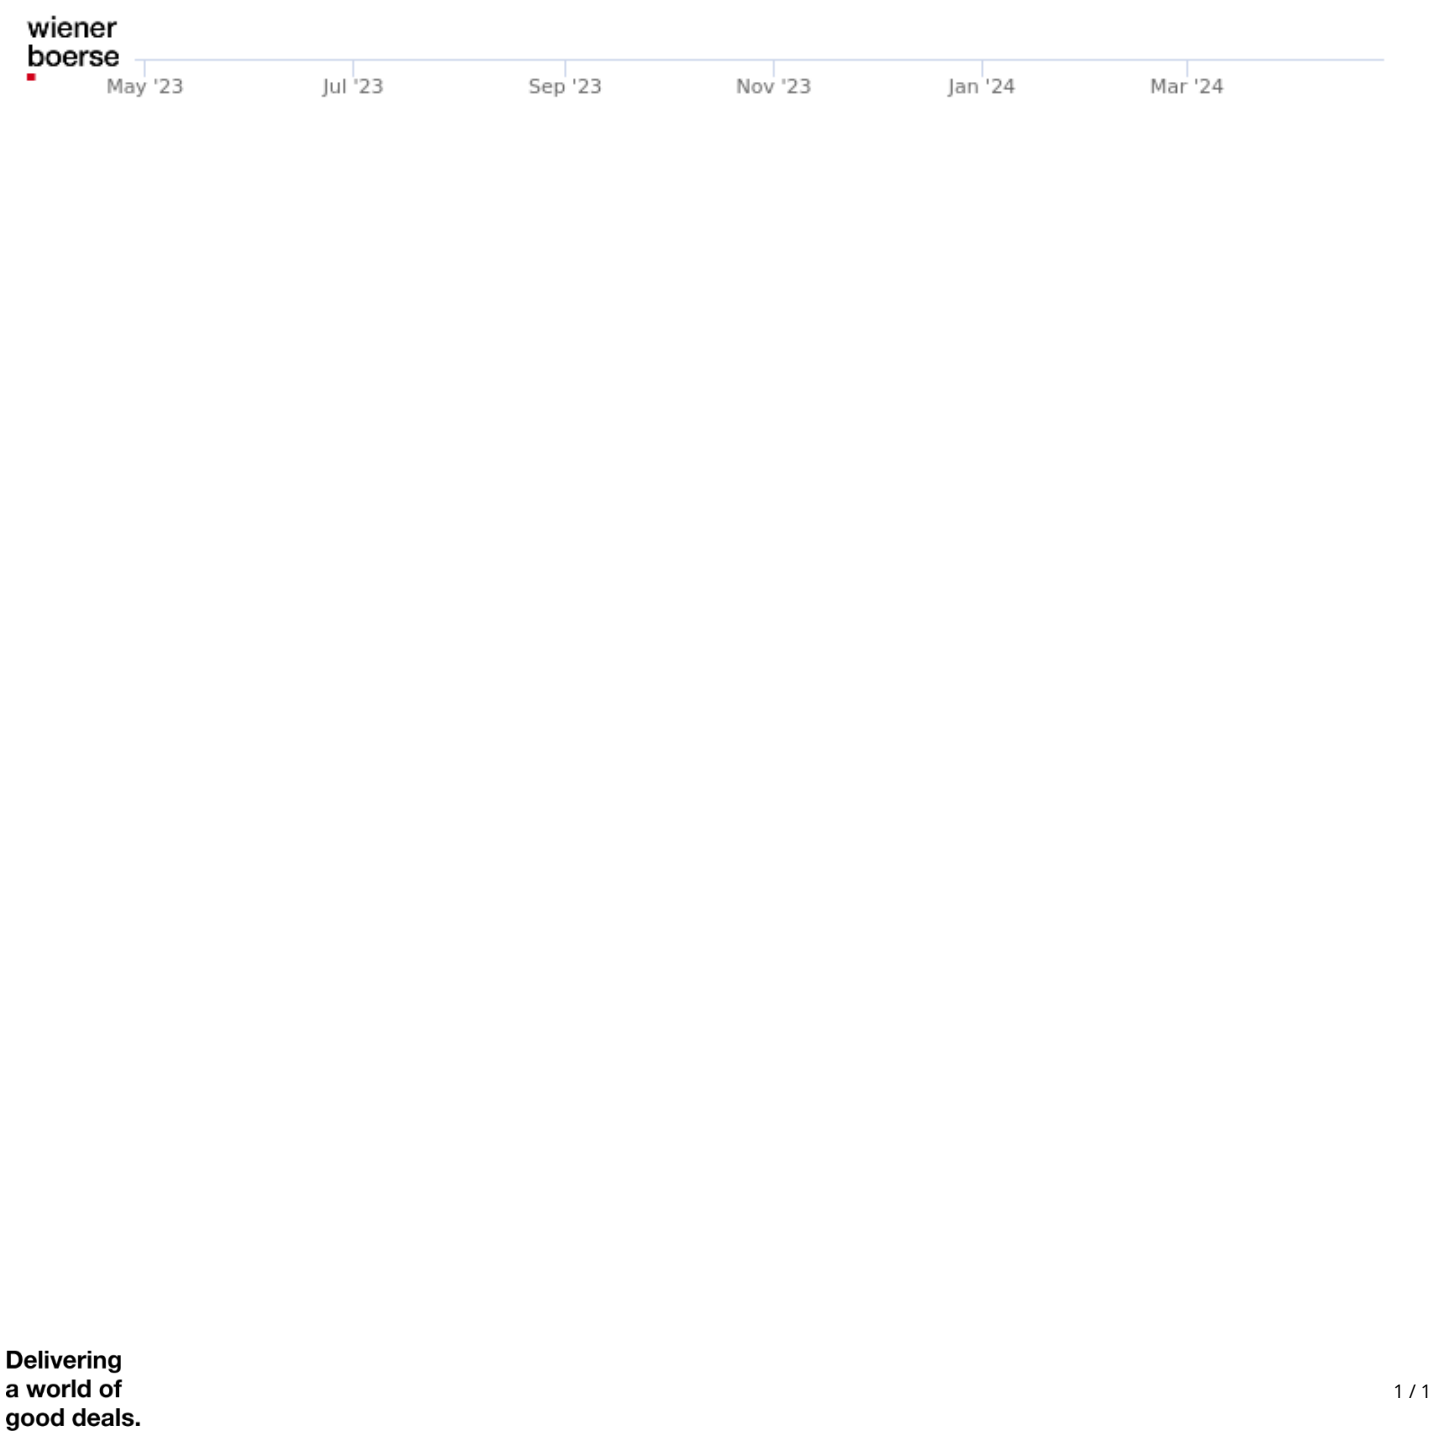 wiener
boerse
May '23 Jul '23 Sep '23 Nov '23 Jan '24 Mar '24
Delivering
a world of
good deals.
1 / 1